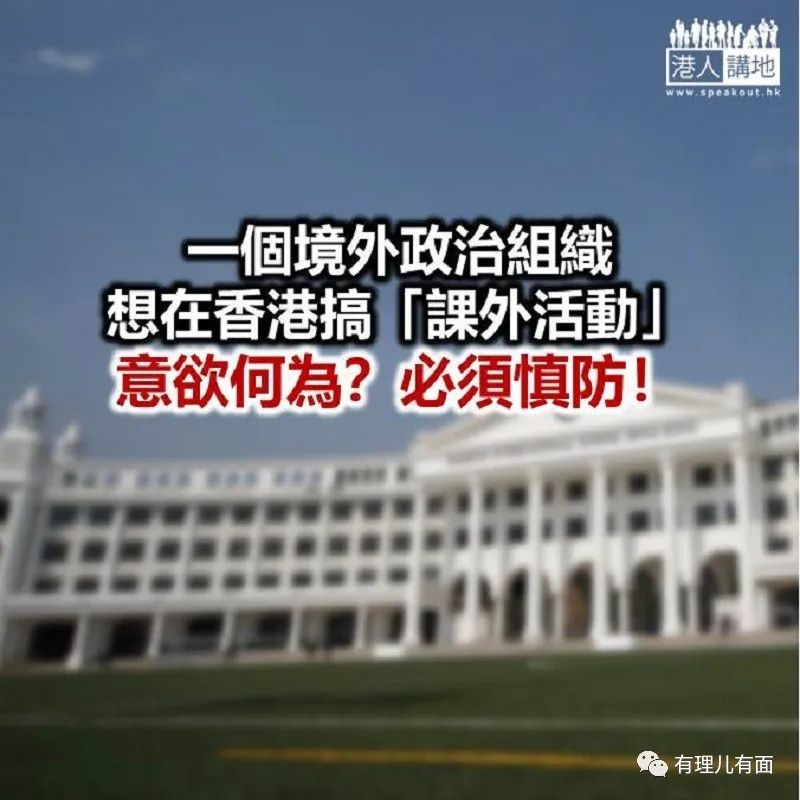 港人講地
www.speakout.hk
一個境外政治組織
想在香港搞「課外活動」
意欲何為？必須慎防！
有理儿有面